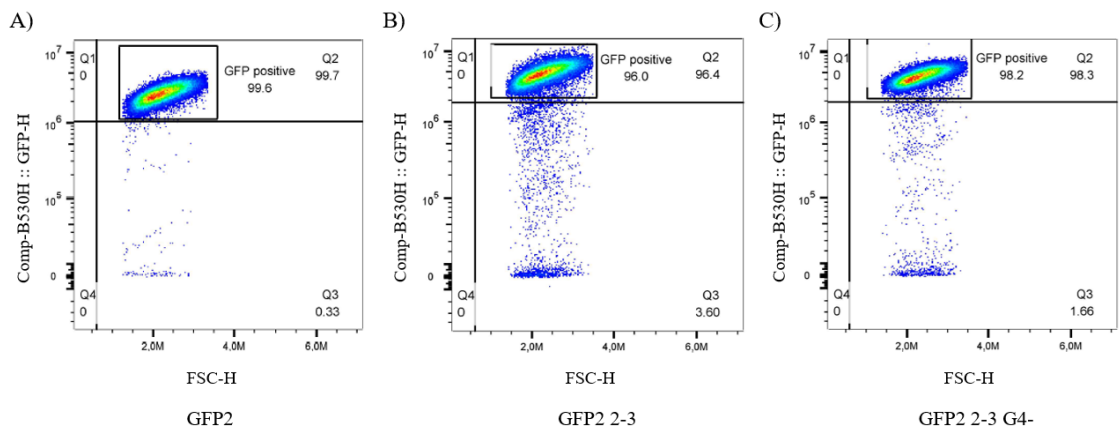 A)
Comp-B530H :: GFP-H
10⁷
10⁶
10⁵
0
Q1
0
Q2
99.7
GFP positive
99.6
Q4
0
Q3
0.33
2,0M
4,0M
6,0M
FSC-H
GFP2
B)
Comp-B530H :: GFP-H
10⁷
10⁶
10⁵
0
Q1
0
Q2
96.4
GFP positive
96.0
Q4
0
Q3
3.60
2,0M
4,0M
6,0M
FSC-H
GFP2 2-3
C)
Comp-B530H :: GFP-H
10⁷
10⁶
10⁵
0
Q1
0
Q2
98.3
GFP positive
98.2
Q4
0
Q3
1.66
2,0M
4,0M
6,0M
FSC-H
GFP2 2-3 G4-